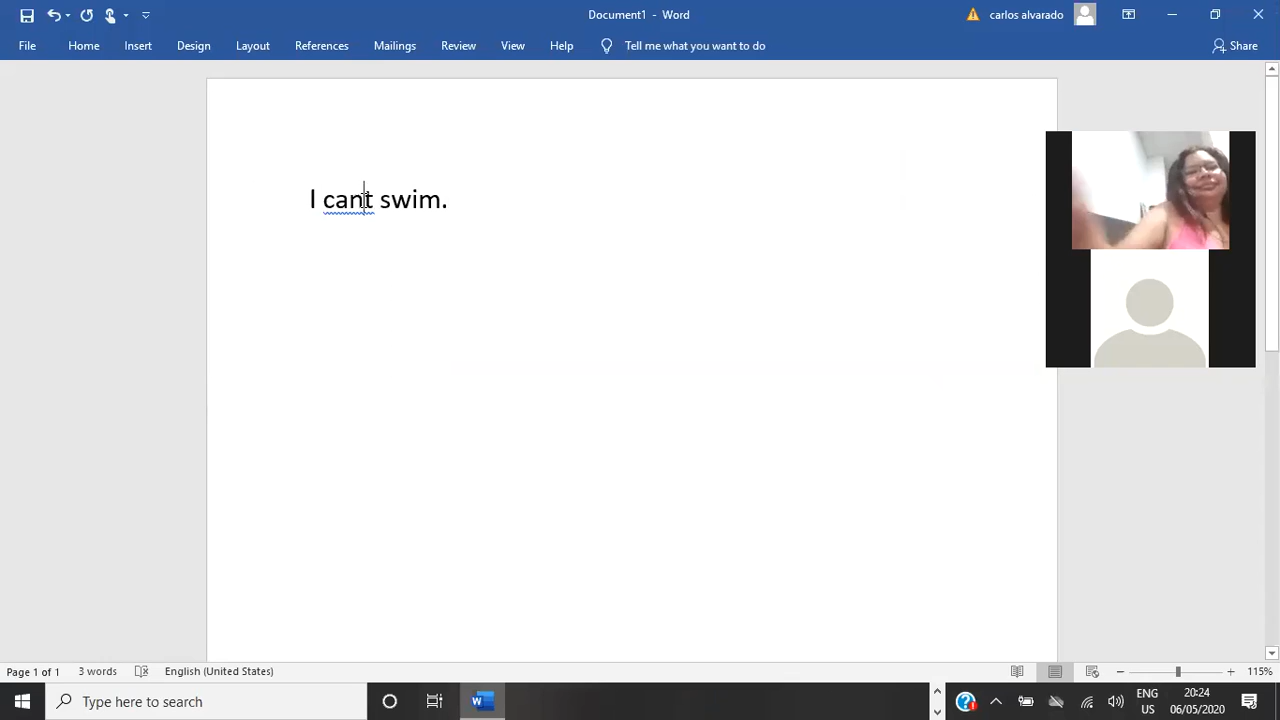 Document1 - Word
carlos alvarado
File
Home
Insert
Design
Layout
References
Mailings
Review
View
Help
Tell me what you want to do
Share
I cant swim.
Page 1 of 1
3 words
English (United States)
115%
Type here to search
W
ENG
US
20:24
06/05/2020